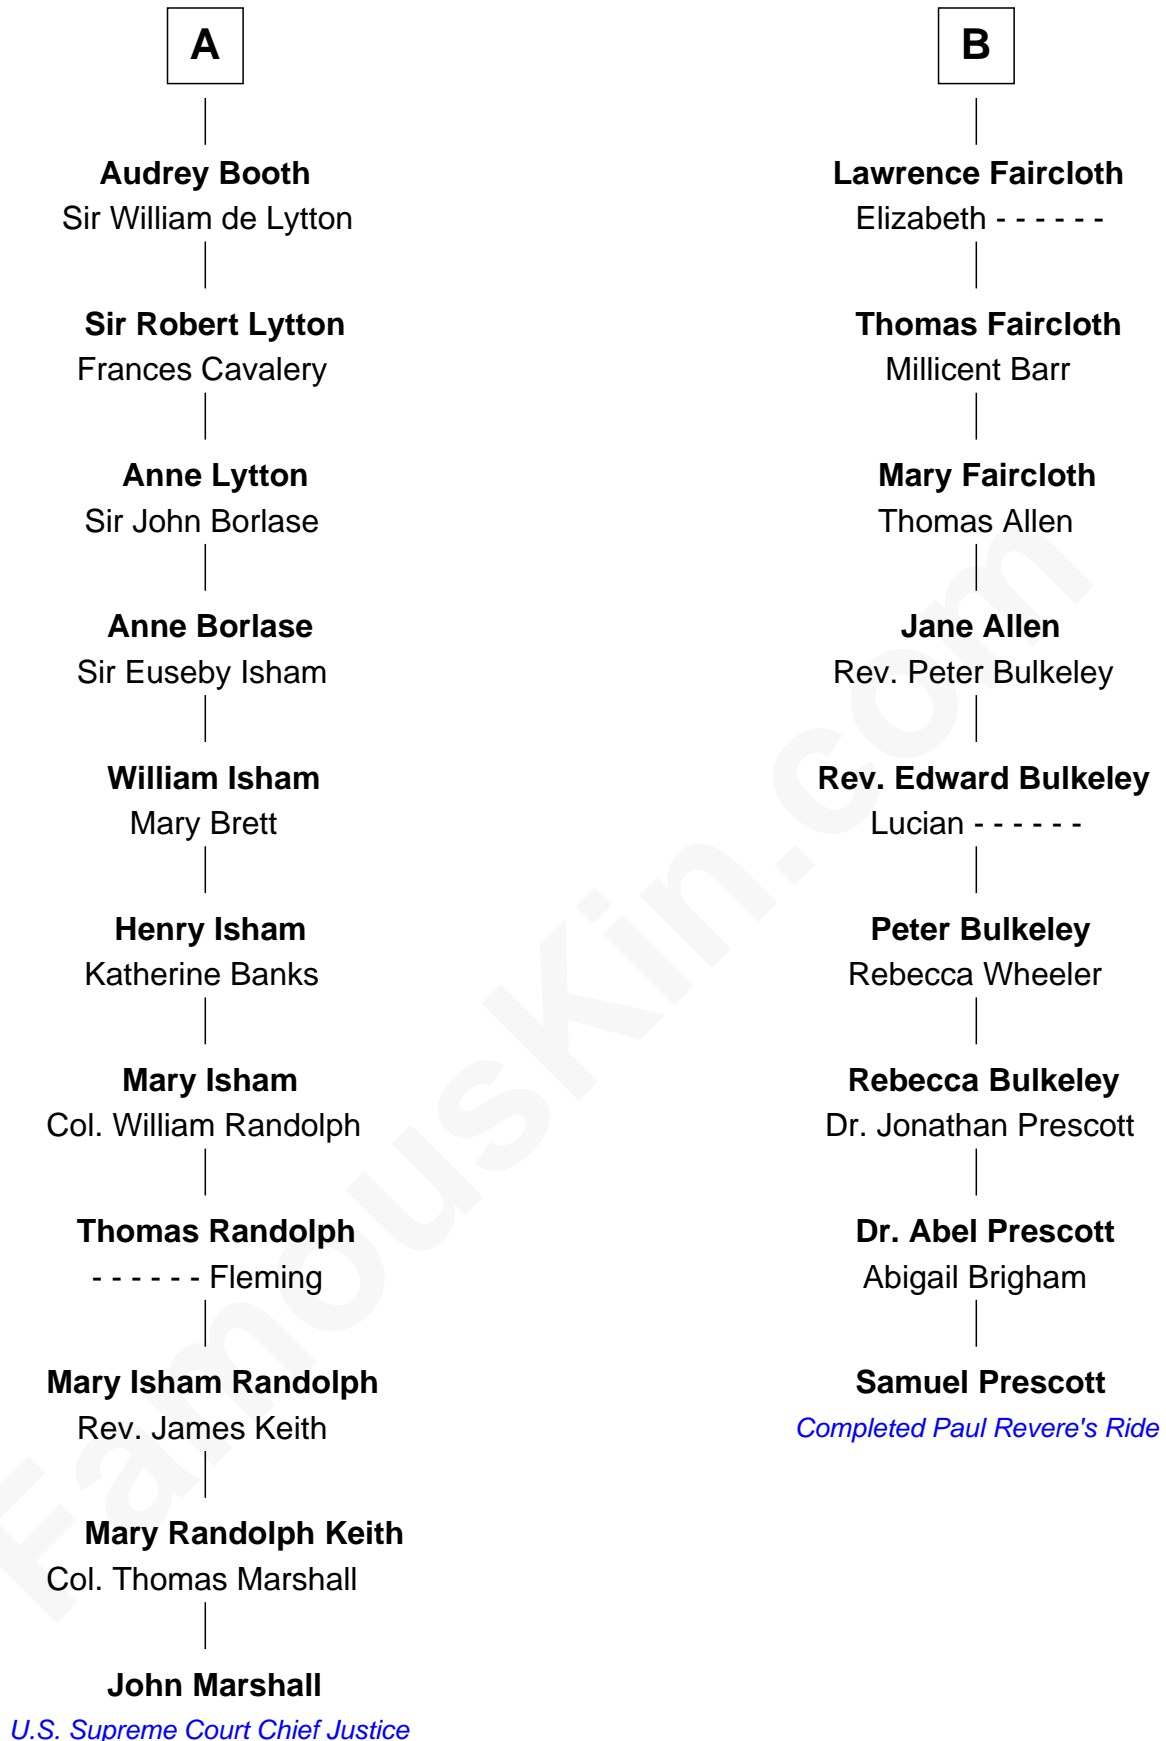 A
Audrey Booth
Sir William de Lytton
Sir Robert Lytton
Frances Cavalery
Anne Lytton
Sir John Borlase
Anne Borlase
Sir Euseby Isham
William Isham
Mary Brett
Henry Isham
Katherine Banks
Mary Isham
Col. William Randolph
Thomas Randolph
- - - - - - Fleming
Mary Isham Randolph
Rev. James Keith
Mary Randolph Keith
Col. Thomas Marshall
John Marshall
U.S. Supreme Court Chief Justice
B
Lawrence Faircloth
Elizabeth - - - - - -
Thomas Faircloth
Millicent Barr
Mary Faircloth
Thomas Allen
Jane Allen
Rev. Peter Bulkeley
Rev. Edward Bulkeley
Lucian - - - - - -
Peter Bulkeley
Rebecca Wheeler
Rebecca Bulkeley
Dr. Jonathan Prescott
Dr. Abel Prescott
Abigail Brigham
Samuel Prescott
Completed Paul Revere's Ride
FamousKin.com